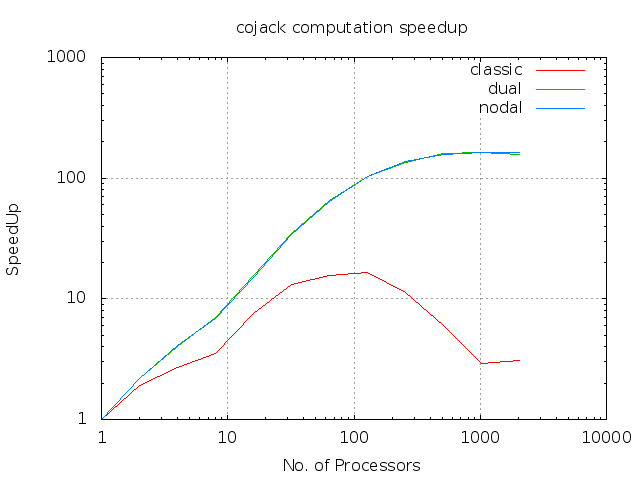 cojack computation speedup
1000
100
10
1
SpeedUp
classic
dual
nodal
1
10
100
1000
10000
No. of Processors